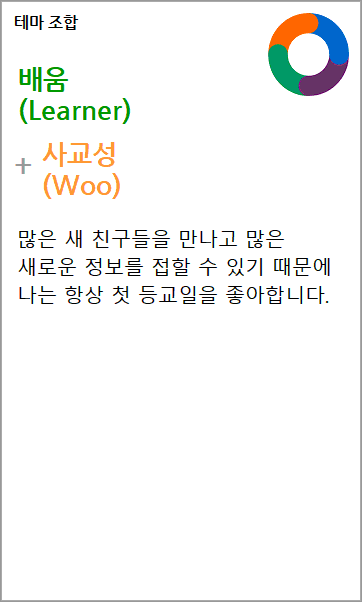 테마 조합
배움
(Learner)
+ 사교성
(Woo)
많은 새 친구들을 만나고 많은
새로운 정보를 접할 수 있기 때문에
나는 항상 첫 등교일을 좋아합니다.